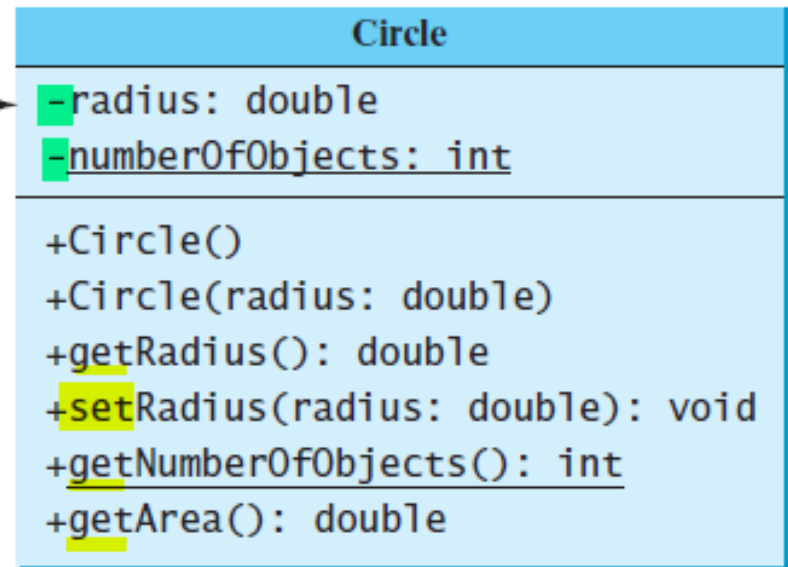 Circle
-radius: double
-numberOfObjects: int
+Circle()
+Circle(radius: double)
+getRadius(): double
+setRadius(radius: double): void
+getNumberOfObjects(): int
+getArea(): double